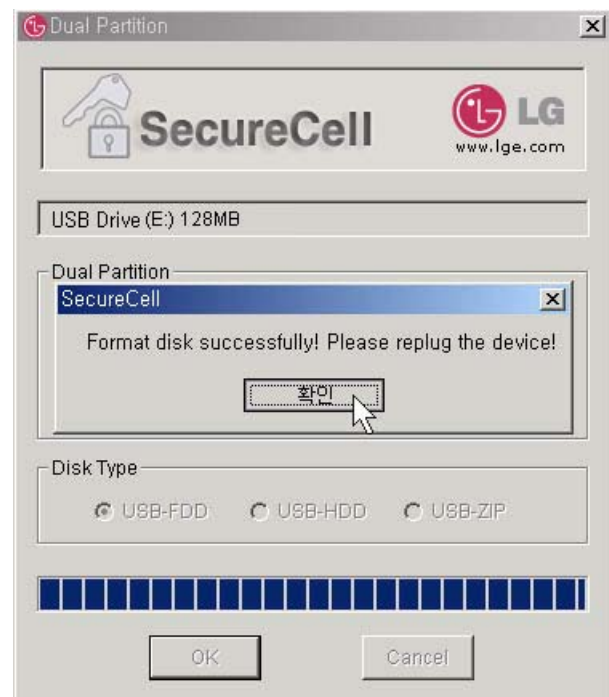 Dual Partition
SecureCell
LG
www.lge.com
USB Drive (E:) 128MB
Dual Partition
SecureCell
Format disk successfully! Please replug the device!
확인
Disk Type
USB-FDD USB-HDD USB-ZIP
OK Cancel